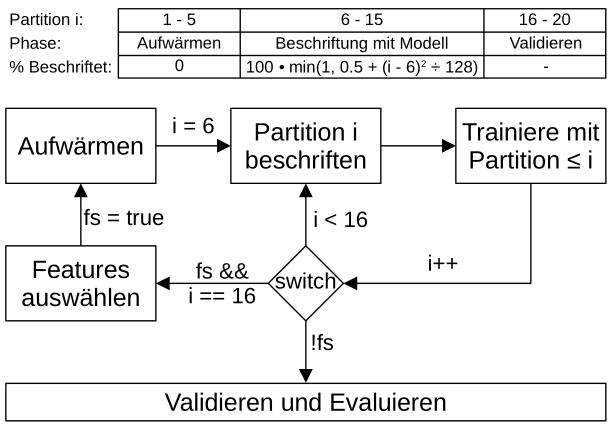 Partition i: 1 - 5 6 - 15 16 - 20
Phase: Aufwärmen Beschriftung mit Modell Validieren
% Beschriftet: 0 100 • min(1, 0.5 + (i - 6)² ÷ 128) -
Aufwärmen
i = 6
Partition i
beschriften
Trainiere mit
Partition ≤ i
fs = true
i < 16
i++
Features
auswählen
fs &&
i == 16
switch
!fs
Validieren und Evaluieren